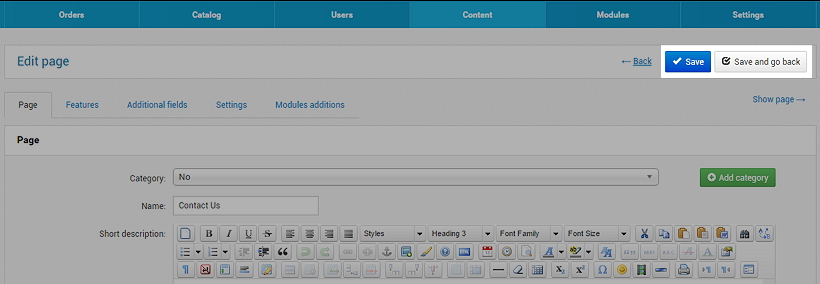 Orders Catalog Users Content Modules Settings
Edit page ← Back Save Save and go back
Page Features Additional fields Settings Modules additions Show page →
Page
Category: No Add category
Name: Contact Us
Short description: B I U S Styles Heading 3 Font Family Font Size